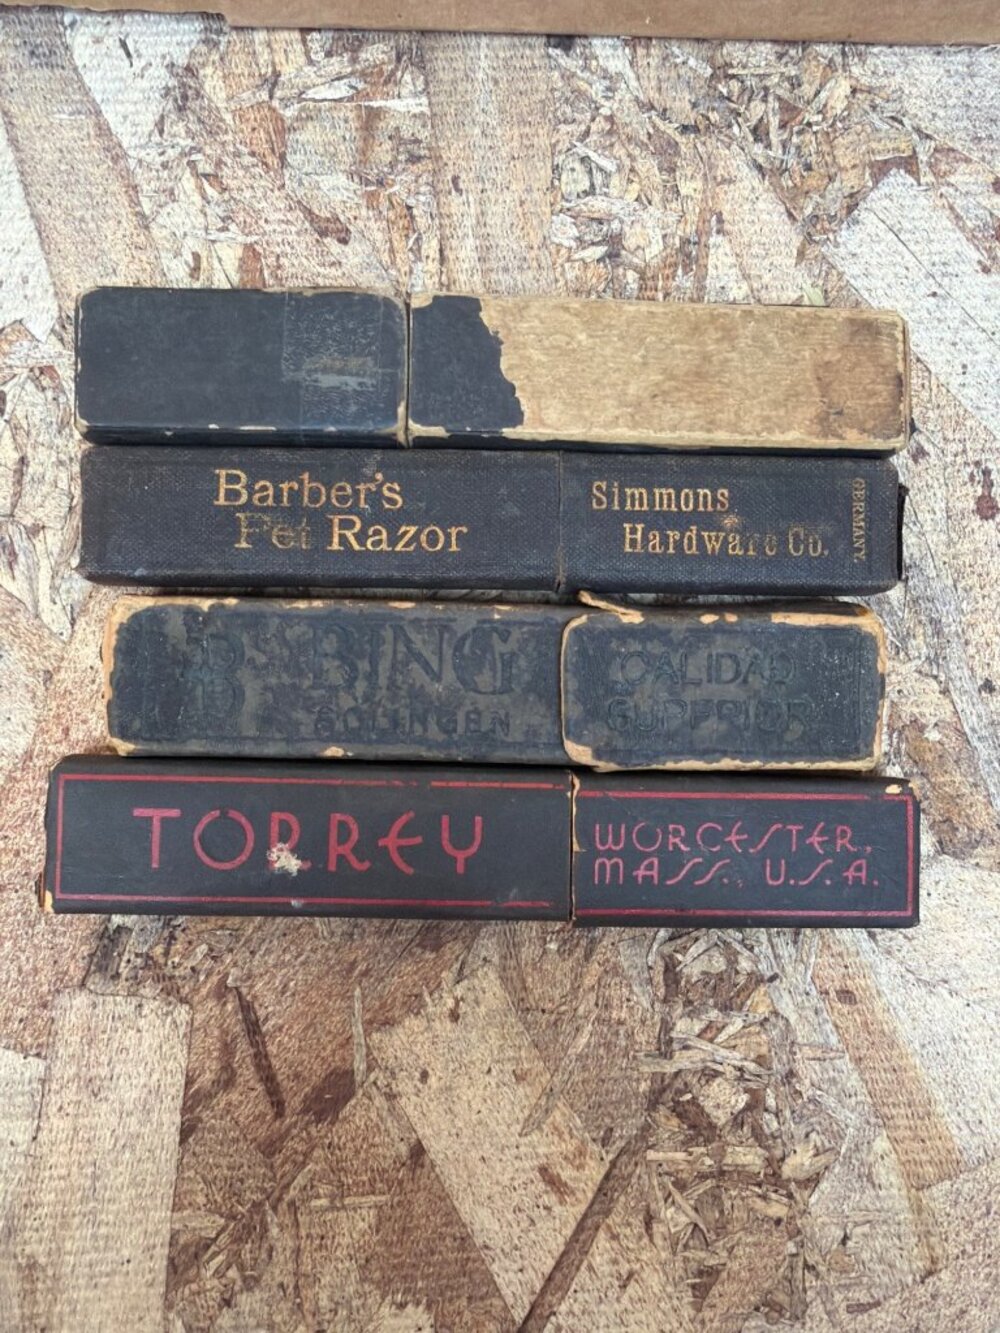 Barber's
Pet Razor
Simmons
Hardware Co.
GERMANY.
BING
SOLINGEN
CALIDAD
SUPERIOR
TORREY
WORCESTER,
MASS., U.S.A.